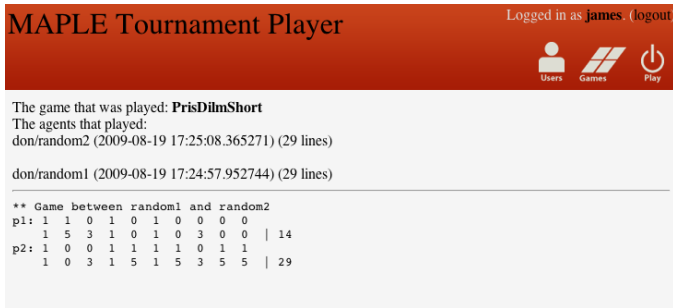 MAPLE Tournament Player
Logged in as james. (logout
Users Games Play
The game that was played: PrisDilmShort
The agents that played:
don/random2 (2009-08-19 17:25:08.365271) (29 lines)
don/random1 (2009-08-19 17:24:57.952744) (29 lines)
** Game between random1 and random2
p1: 1 1 0 1 0 1 0 0 0 0
1 5 3 1 0 1 0 3 0 0 | 14
p2: 1 0 0 1 1 1 1 0 1 1
1 0 3 1 5 1 5 3 5 5 | 29